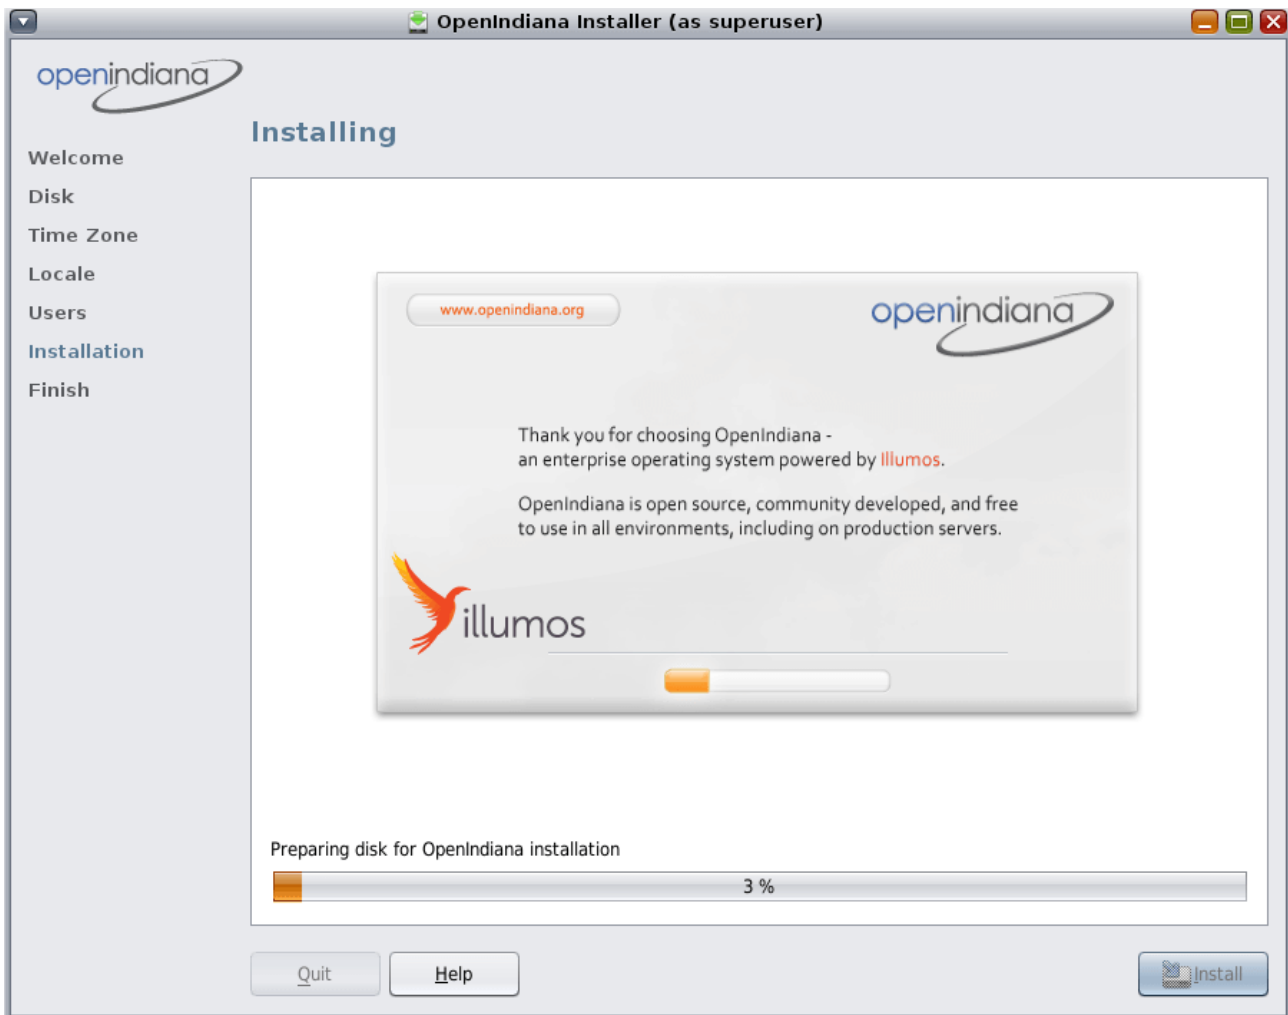 OpenIndiana Installer (as superuser)
openindiana
Installing
Welcome
Disk
Time Zone
Locale
Users
Installation
Finish
www.openindiana.org
openindiana
Thank you for choosing OpenIndiana -
an enterprise operating system powered by Illumos.
OpenIndiana is open source, community developed, and free
to use in all environments, including on production servers.
illumos
Preparing disk for OpenIndiana installation
3 %
Quit
Help
Install